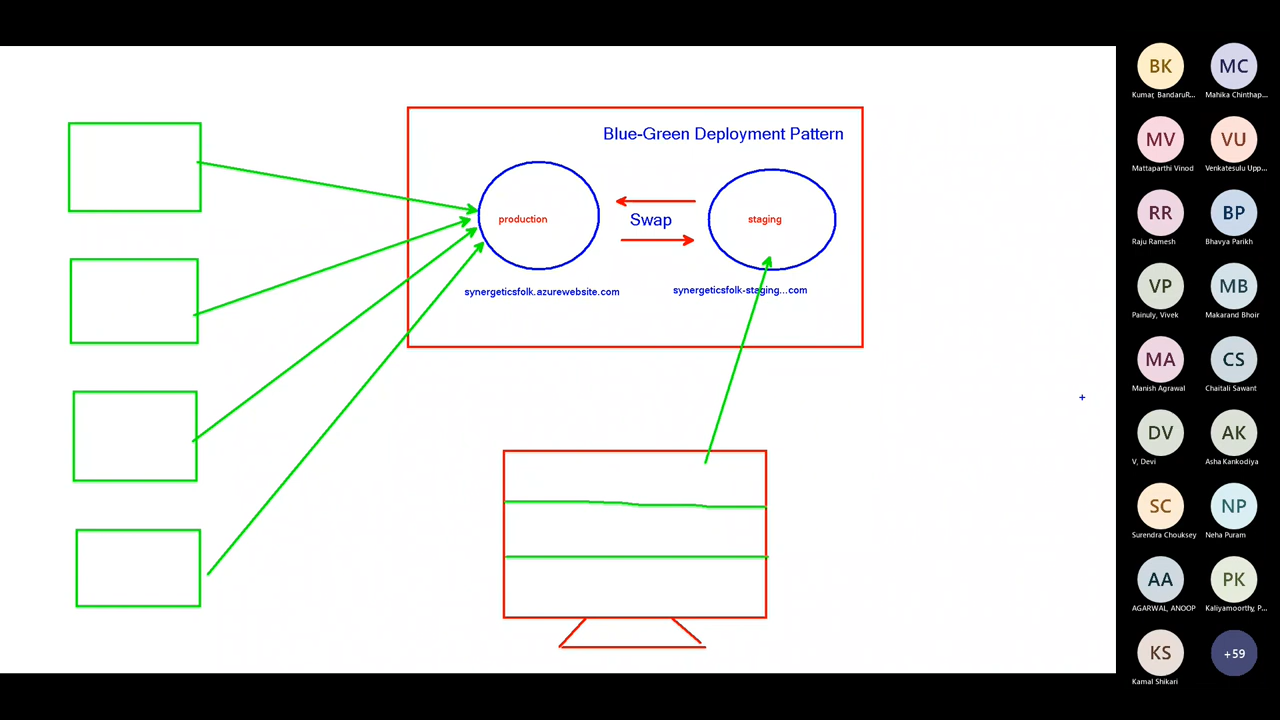 Blue-Green Deployment Pattern
production
Swap
staging
synergeticsfolk.azurewebsite.com
synergeticsfolk-staging...com
BK
MC
Kumar, BandaruR...
Mahika Chinthap...
MV
VU
Mattaparthi Vinod
Venkatesulu Upp...
RR
BP
Raju Ramesh
Bhavya Parikh
VP
MB
Painuly, Vivek
Makarand Bhoir
MA
CS
Manish Agrawal
Chaitali Sawant
DV
AK
V, Devi
Asha Kankodiya
SC
NP
Surendra Chouksey
Neha Puram
AA
PK
AGARWAL, ANOOP
Kaliyamoorthy, P...
KS
+59
Kamal Shikari